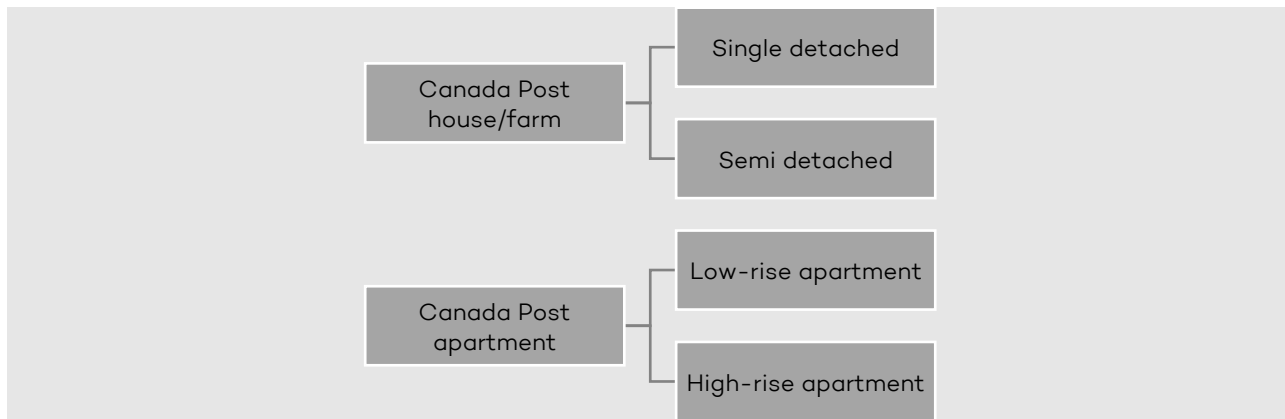 Canada Post
house/farm
Single detached
Semi detached
Canada Post
apartment
Low-rise apartment
High-rise apartment